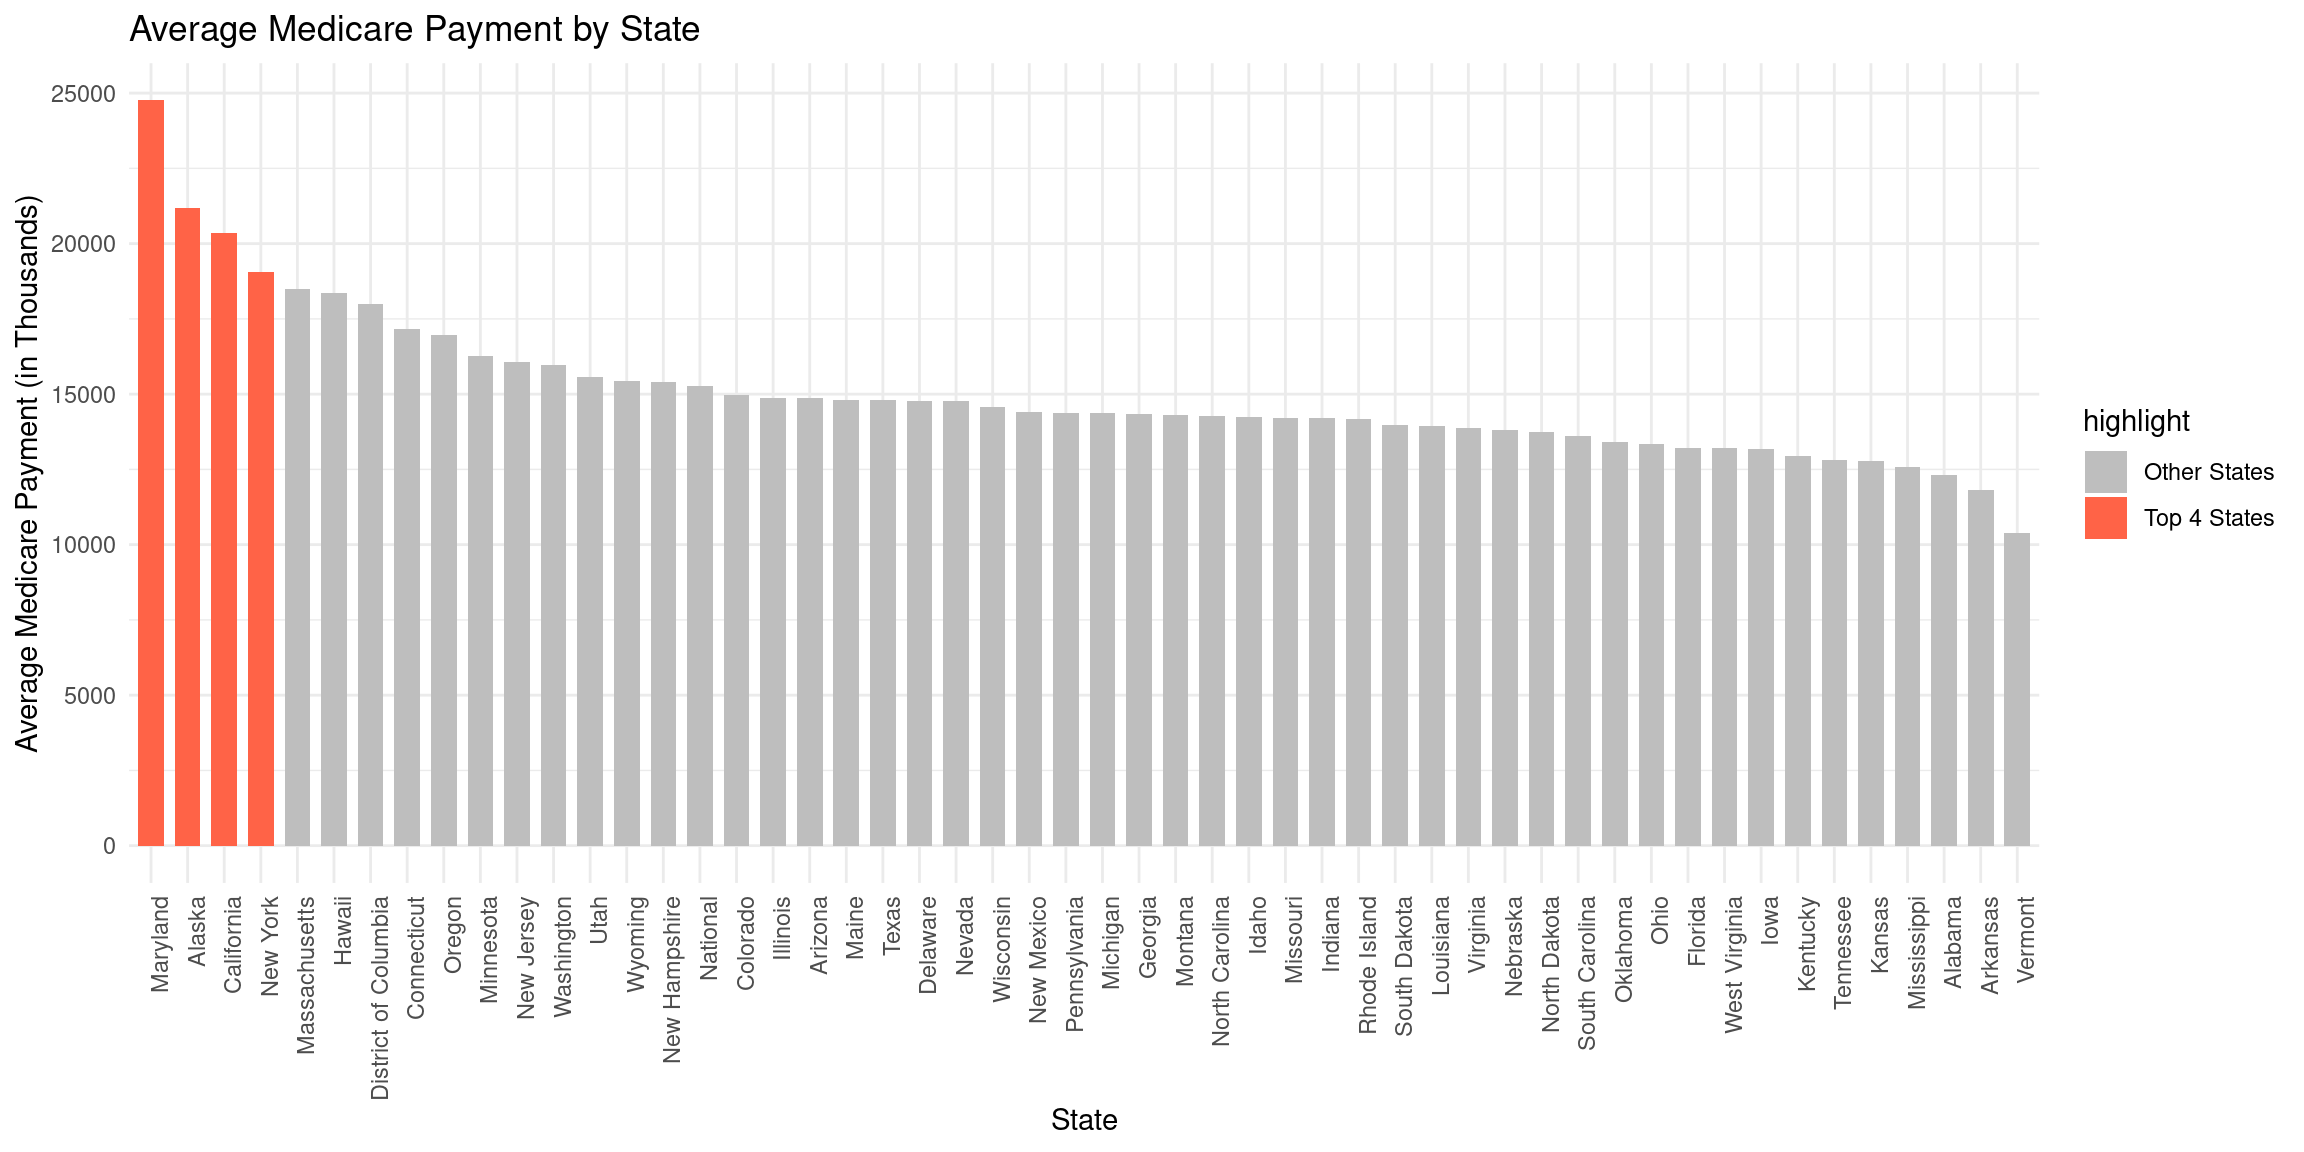 Average Medicare Payment by State
Average Medicare Payment (in Thousands)
25000
20000
15000
10000
5000
0
Maryland
Alaska
California
New York
Massachusetts
Hawaii
District of Columbia
Connecticut
Oregon
Minnesota
New Jersey
Washington
Utah
Wyoming
New Hampshire
National
Colorado
Illinois
Arizona
Maine
Texas
Delaware
Nevada
Wisconsin
New Mexico
Pennsylvania
Michigan
Georgia
Montana
North Carolina
Idaho
Missouri
Indiana
Rhode Island
South Dakota
Louisiana
Virginia
Nebraska
North Dakota
South Carolina
Oklahoma
Ohio
Florida
West Virginia
Iowa
Kentucky
Tennessee
Kansas
Mississippi
Alabama
Arkansas
Vermont
State
highlight
Other States
Top 4 States